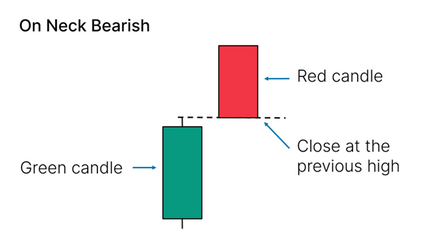 On Neck Bearish
Red candle
Close at the
previous high
Green candle